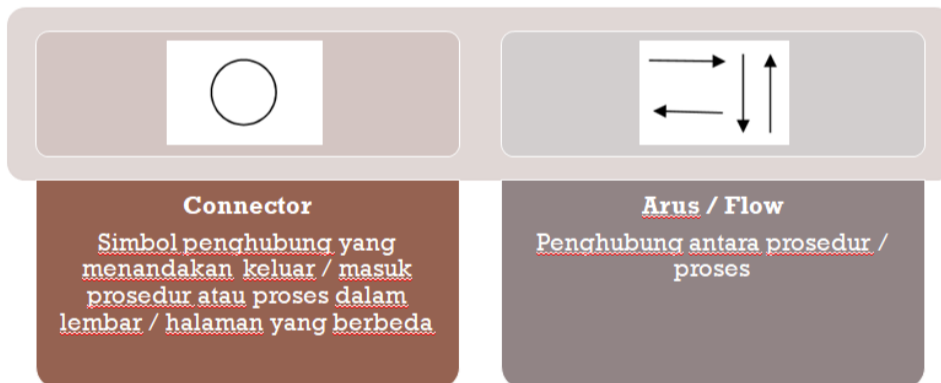 Connector
Simbol penghubung yang
menandakan keluar / masuk
prosedur atau proses dalam
lembar / halaman yang berbeda
Arus / Flow
Penghubung antara prosedur /
proses